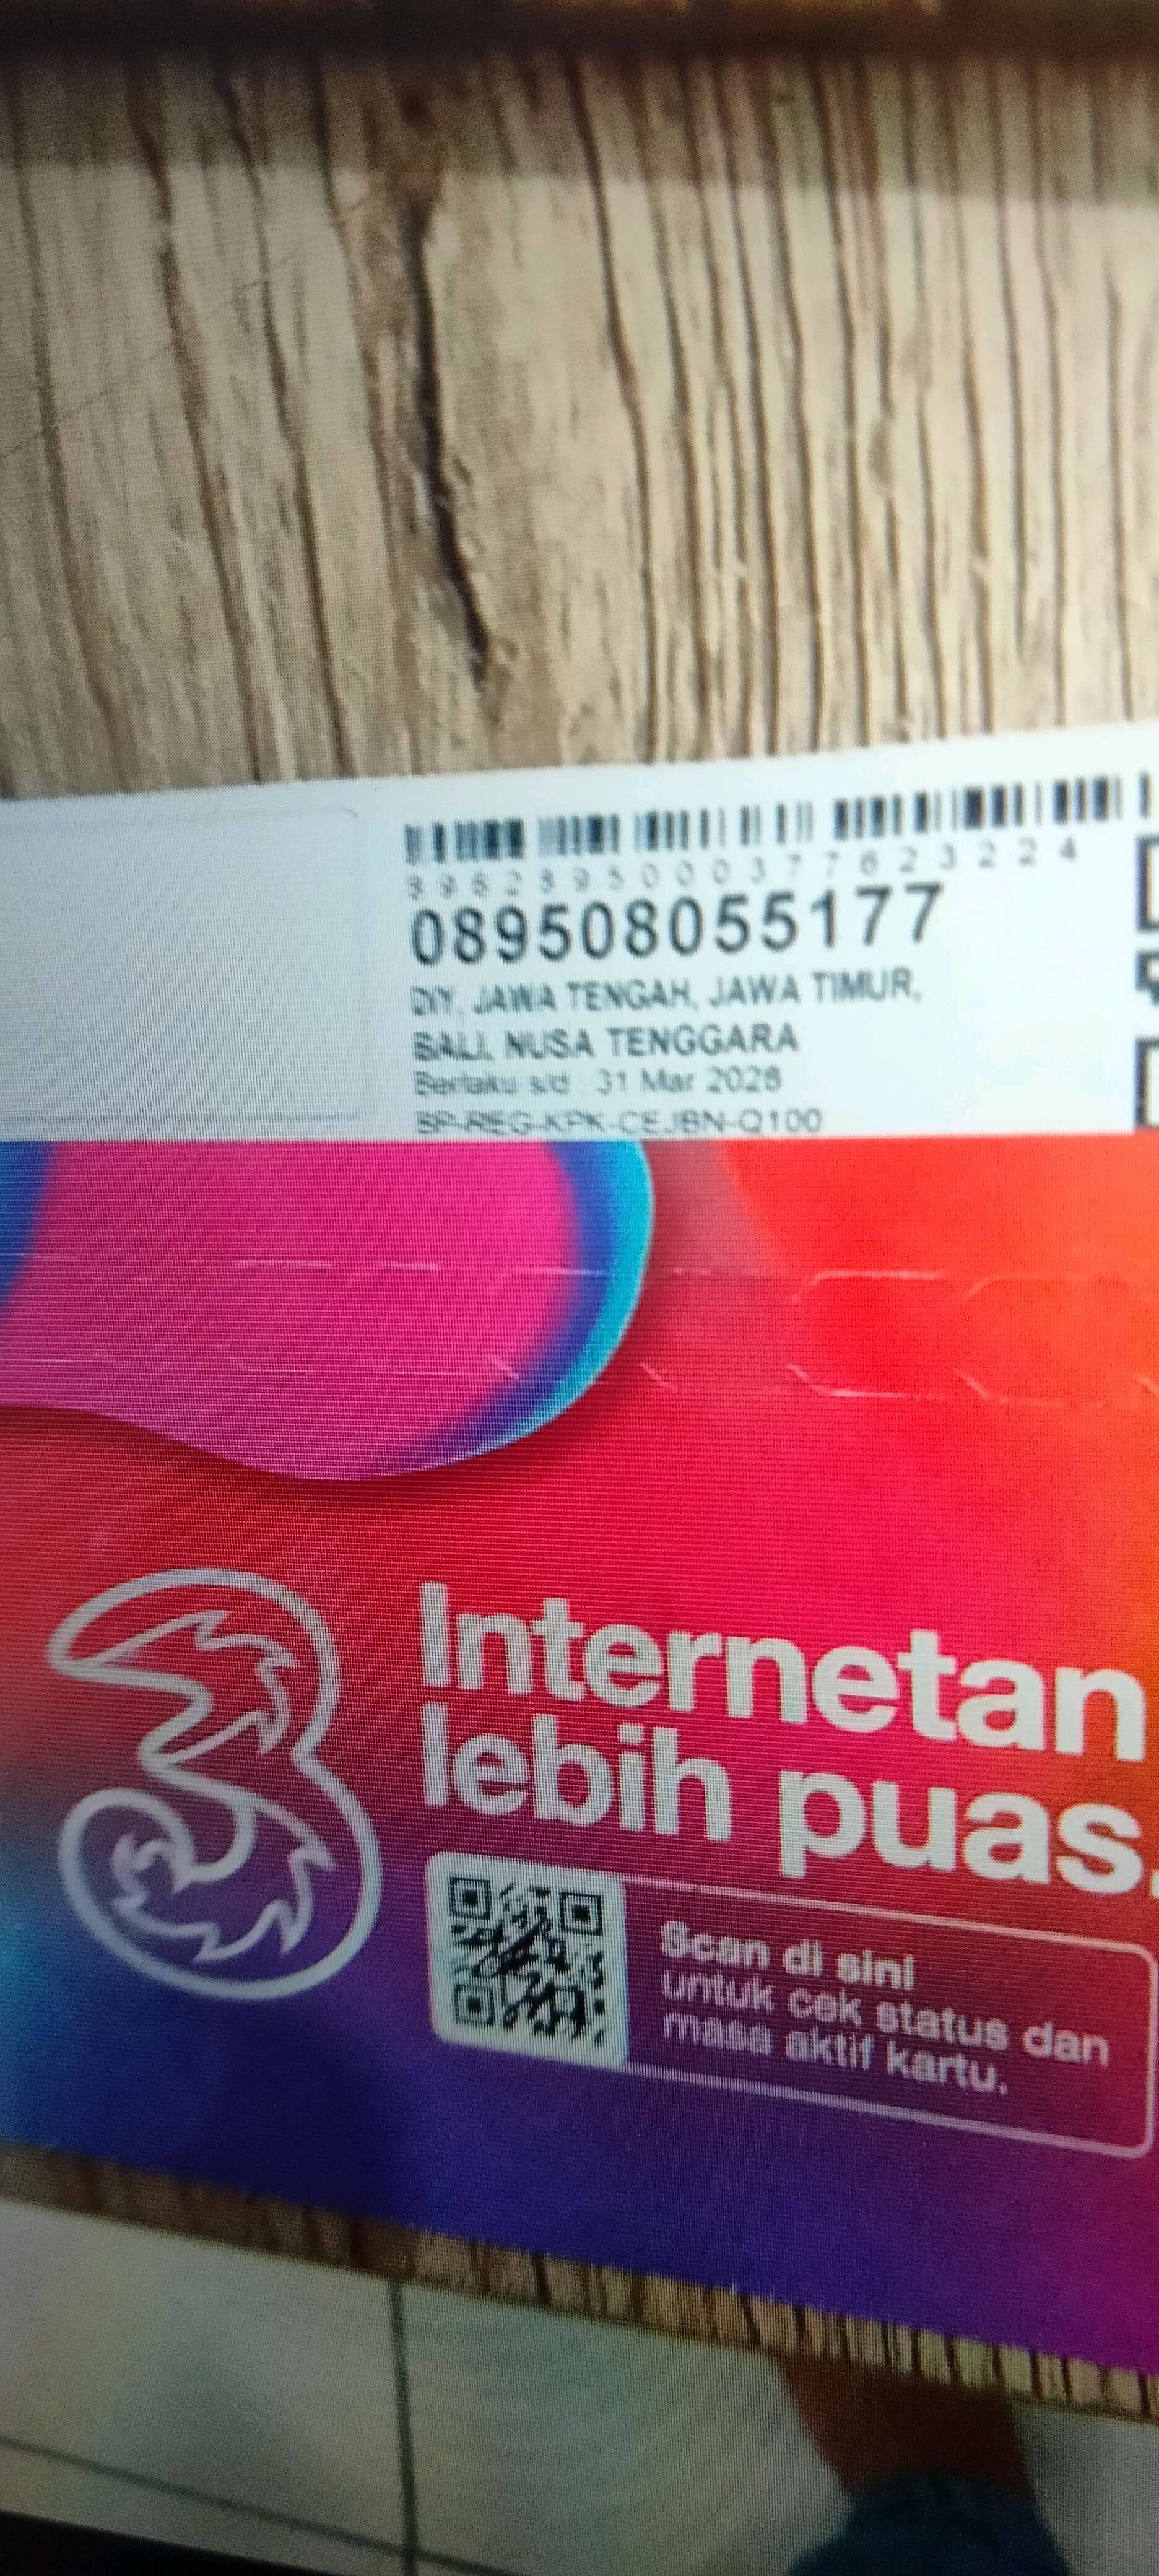 8962895000377623224
089508055177
DIY, JAWA TENGAH, JAWA TIMUR,
BALI, NUSA TENGGARA
Berlaku s/d 31 Mar 2026
BP-REG-KPK-CEJBN-Q100
Internetan
lebih puas.
Scan di sini
untuk cek status dan
masa aktif kartu.